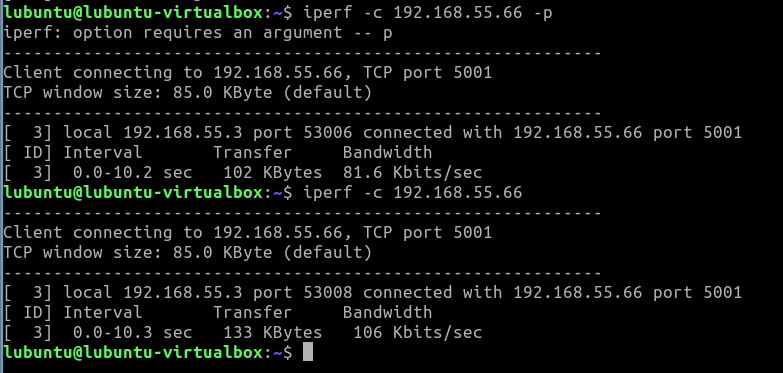 lubuntu@lubuntu-virtualbox:~$ iperf -c 192.168.55.66 -p
iperf: option requires an argument -- p
------------------------------------------------------------
Client connecting to 192.168.55.66, TCP port 5001
TCP window size: 85.0 KByte (default)
------------------------------------------------------------
[  3] local 192.168.55.3 port 53006 connected with 192.168.55.66 port 5001
[ ID] Interval       Transfer     Bandwidth
[  3]  0.0-10.2 sec   102 KBytes  81.6 Kbits/sec
lubuntu@lubuntu-virtualbox:~$ iperf -c 192.168.55.66
------------------------------------------------------------
Client connecting to 192.168.55.66, TCP port 5001
TCP window size: 85.0 KByte (default)
------------------------------------------------------------
[  3] local 192.168.55.3 port 53008 connected with 192.168.55.66 port 5001
[ ID] Interval       Transfer     Bandwidth
[  3]  0.0-10.3 sec   133 KBytes   106 Kbits/sec
lubuntu@lubuntu-virtualbox:~$